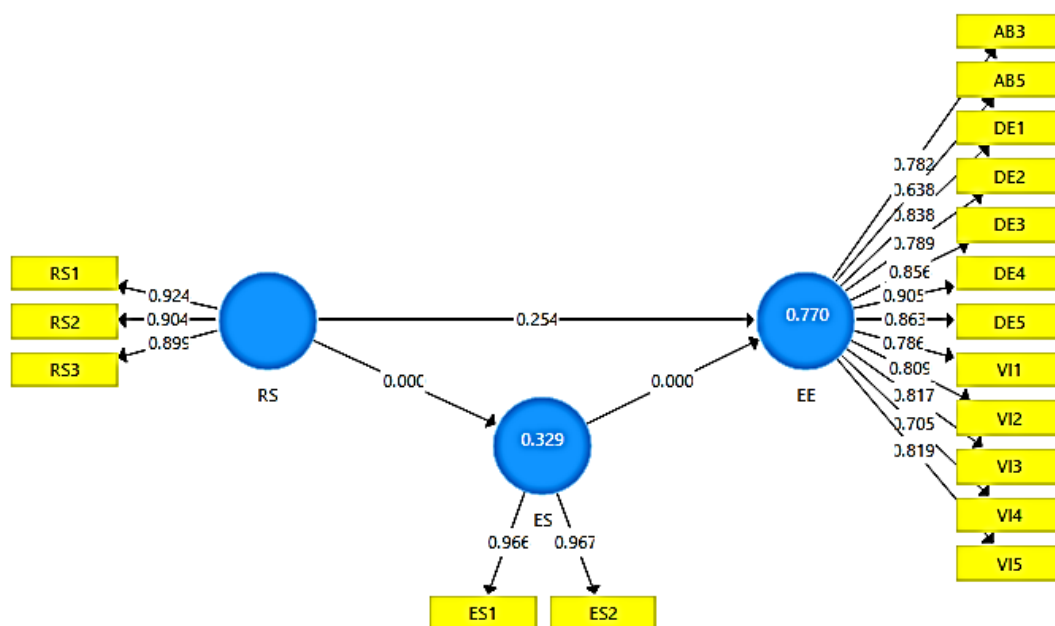 AB3
AB5
DE1
DE2
DE3
DE4
DE5
VI1
VI2
VI3
VI4
VI5
0.782
0.638
0.838
0.789
0.856
0.905
0.863
0.786
0.809
0.817
0.705
0.819
RS1
RS2
RS3
0.924
0.904
0.899
RS
0.254
0.770
EE
0.000
0.000
0.329
ES
0.966
0.967
ES1
ES2